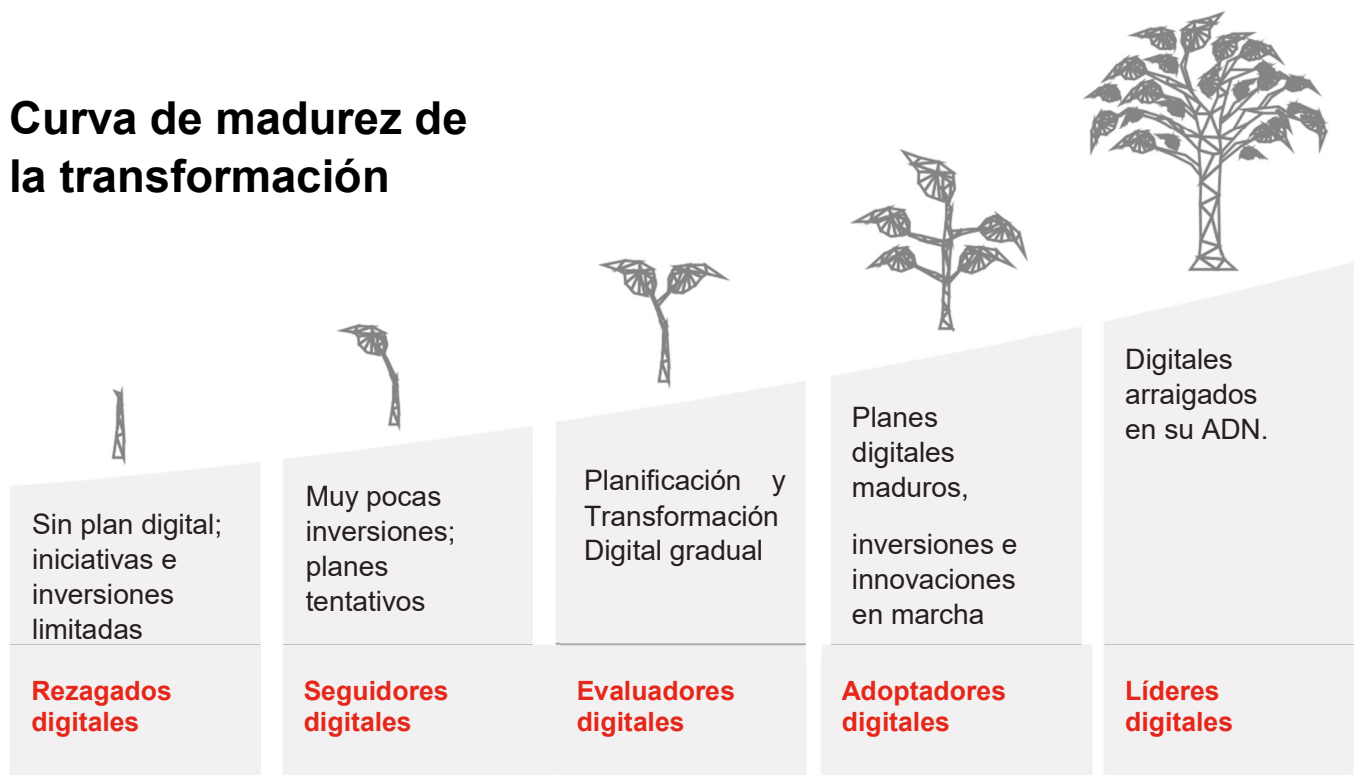 Curva de madurez de
la transformación
Sin plan digital;
iniciativas e
inversiones
limitadas
Rezagados
digitales
Muy pocas
inversiones;
planes
tentativos
Seguidores
digitales
Planificación y
Transformación
Digital gradual
Evaluadores
digitales
Planes
digitales
maduros,
inversiones e
innovaciones
en marcha
Adoptadores
digitales
Digitales
arraigados
en su ADN.
Líderes
digitales